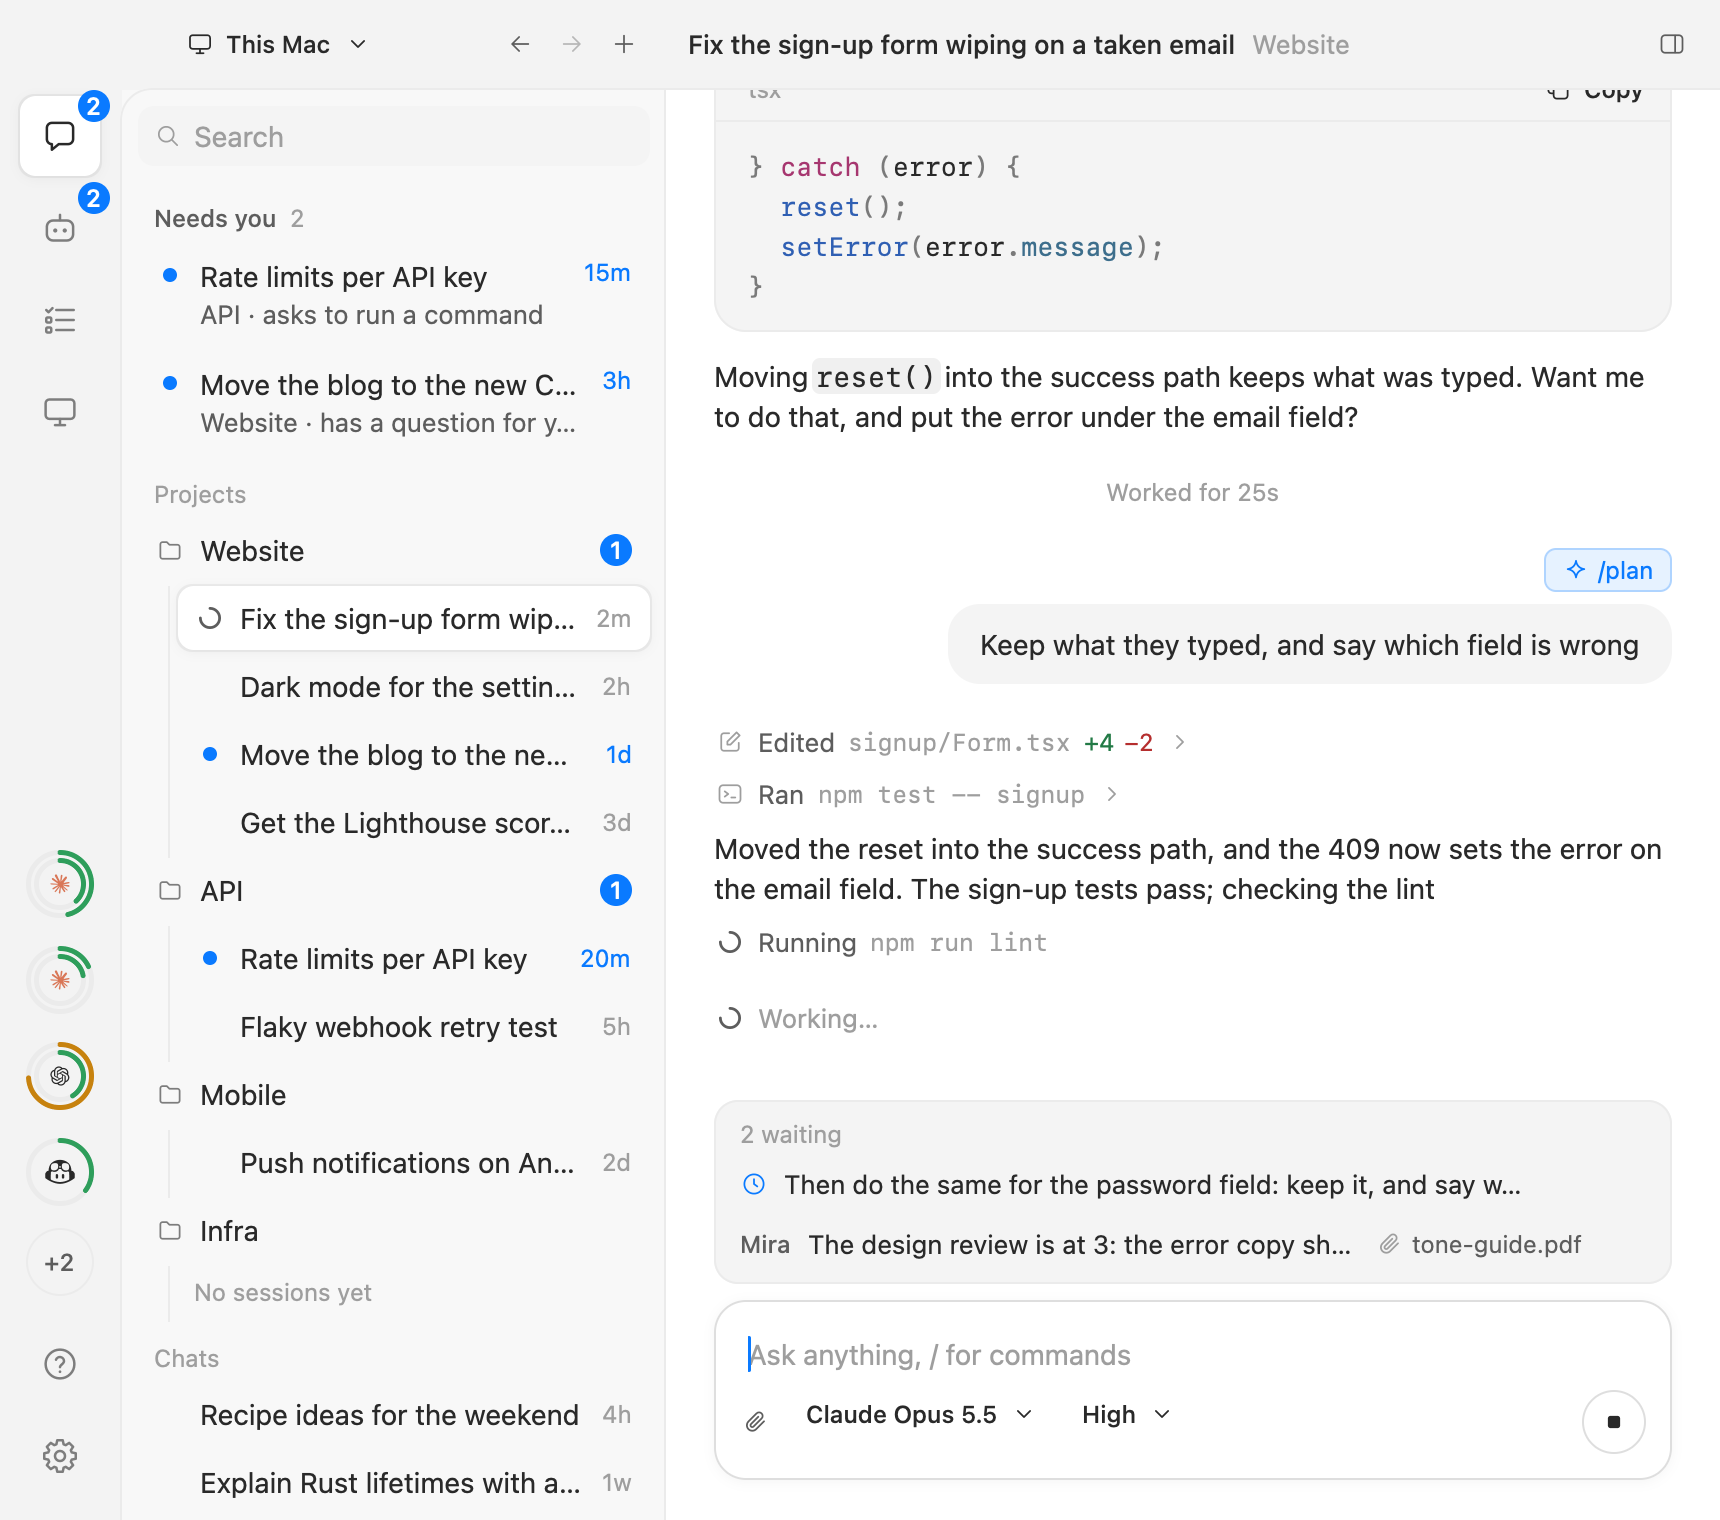 This Mac
Fix the sign-up form wiping on a taken email Website
2
2
Search
Needs you 2
Rate limits per API key 15m
API · asks to run a command
Move the blog to the new C... 3h
Website · has a question for y...
Projects
Website 1
Fix the sign-up form wip... 2m
Dark mode for the settin... 2h
Move the blog to the ne... 1d
Get the Lighthouse scor... 3d
API 1
Rate limits per API key 20m
Flaky webhook retry test 5h
Mobile
Push notifications on An... 2d
Infra
No sessions yet
Chats
Recipe ideas for the weekend 4h
Explain Rust lifetimes with a... 1w
+2
tsx Copy
} catch (error) {
reset();
setError(error.message);
}
Moving reset() into the success path keeps what was typed. Want me
to do that, and put the error under the email field?
Worked for 25s
/plan
Keep what they typed, and say which field is wrong
Edited signup/Form.tsx +4 −2
Ran npm test -- signup
Moved the reset into the success path, and the 409 now sets the error on
the email field. The sign-up tests pass; checking the lint
Running npm run lint
Working...
2 waiting
Then do the same for the password field: keep it, and say w...
Mira The design review is at 3: the error copy sh... tone-guide.pdf
Ask anything, / for commands
Claude Opus 5.5 High